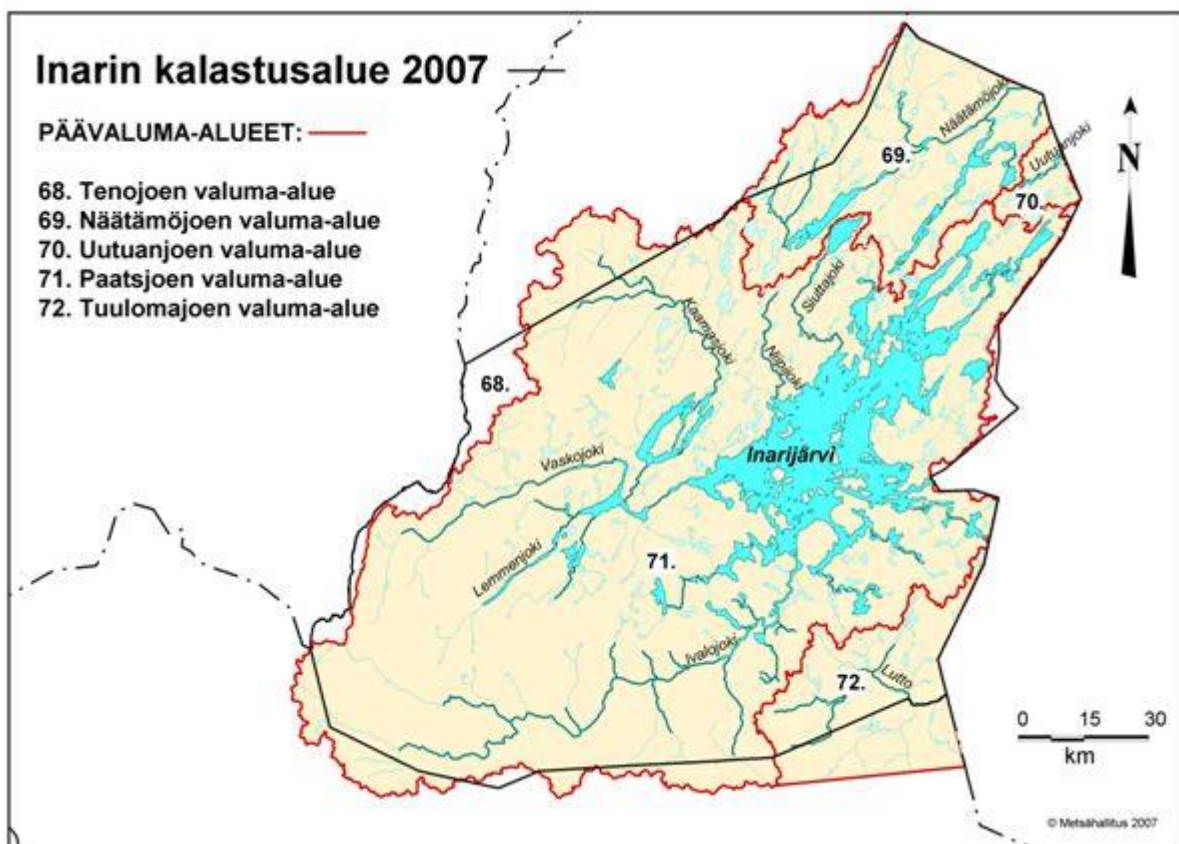 Inarin kalastusalue 2007
PÄÄVALUMA-ALUEET:
68. Tenojoen valuma-alue
69. Näätämöjoen valuma-alue
70. Uutuanjoen valuma-alue
71. Paatsjoen valuma-alue
72. Tuulomajoen valuma-alue
Näätämöjoki
69.
Uutuanjoki
N
70.
Siuttajoki
Kaamasjoki
Nipijoki
68.
Inarijärvi
Vaskojoki
Lemmenjoki
71.
Ivalojoki
72.
Lutto
0 15 30
km
© Metsähallitus 2007